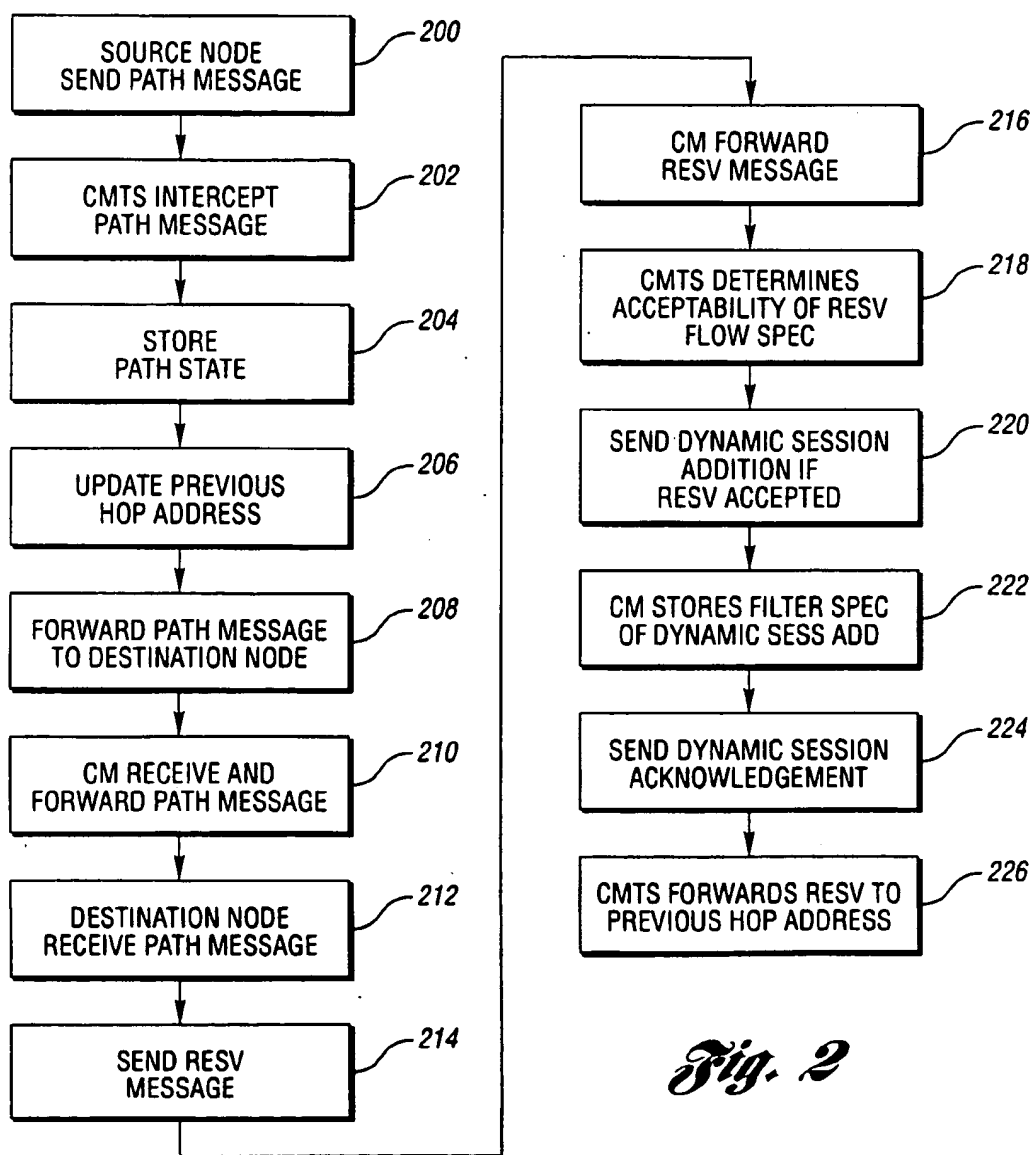 SOURCE NODE
SEND PATH MESSAGE
200
CMTS INTERCEPT
PATH MESSAGE
202
STORE
PATH STATE
204
UPDATE PREVIOUS
HOP ADDRESS
206
FORWARD PATH MESSAGE
TO DESTINATION NODE
208
CM RECEIVE AND
FORWARD PATH MESSAGE
210
DESTINATION NODE
RECEIVE PATH MESSAGE
212
SEND RESV
MESSAGE
214
CM FORWARD
RESV MESSAGE
216
CMTS DETERMINES
ACCEPTABILITY OF RESV
FLOW SPEC
218
SEND DYNAMIC SESSION
ADDITION IF
RESV ACCEPTED
220
CM STORES FILTER SPEC
OF DYNAMIC SESS ADD
222
SEND DYNAMIC SESSION
ACKNOWLEDGEMENT
224
CMTS FORWARDS RESV TO
PREVIOUS HOP ADDRESS
226
Fig. 2